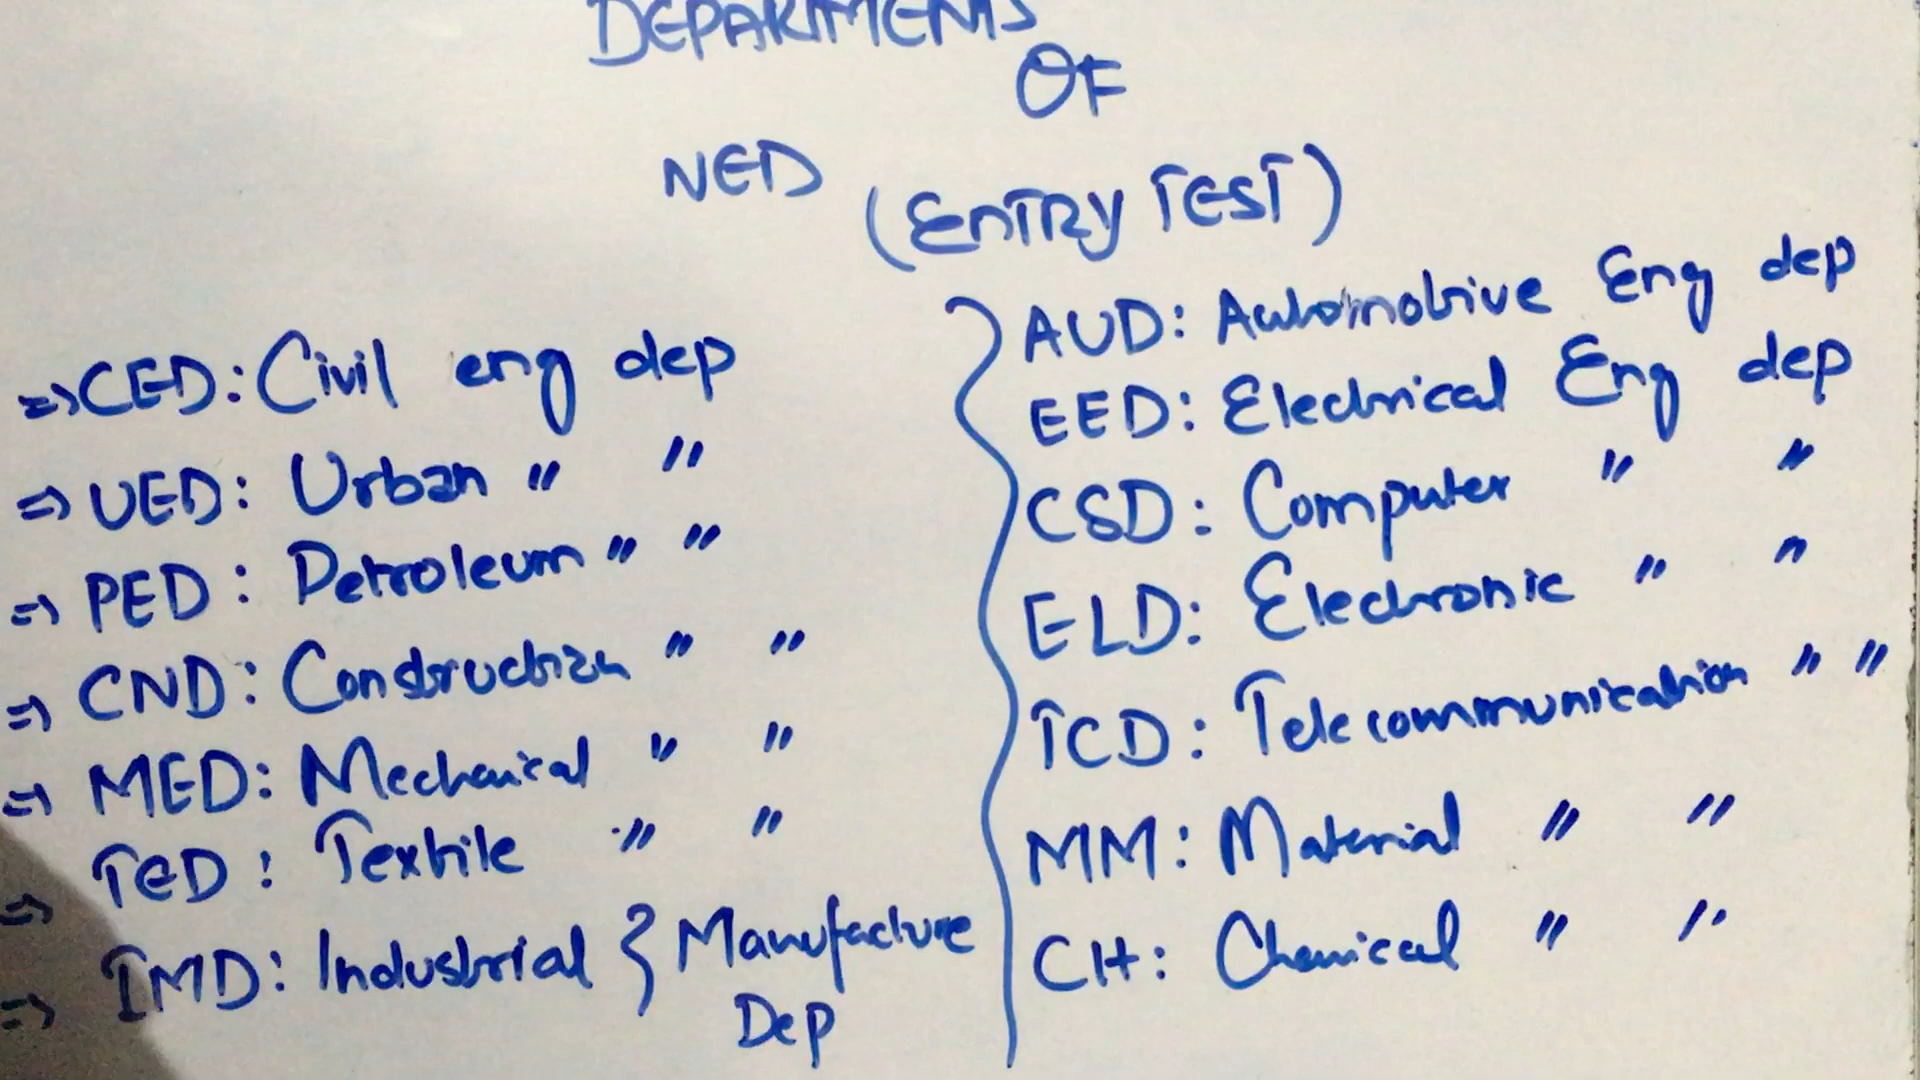 DEPARTMENTS
OF
NED
(ENTRY TEST)
=> CED: Civil eng dep
=> UED: Urban " "
=> PED: Petroleum " "
=> CND: Construction " "
=> MED: Mechanical " "
=> TED: Textile " "
=> IMD: Industrial } Manufacture
Dep
AUD: Automotive Eng dep
EED: Electrical Eng dep
CSD: Computer " "
ELD: Electronic " "
TCD: Telecommunication " "
MM: Material " "
CH: Chemical " "